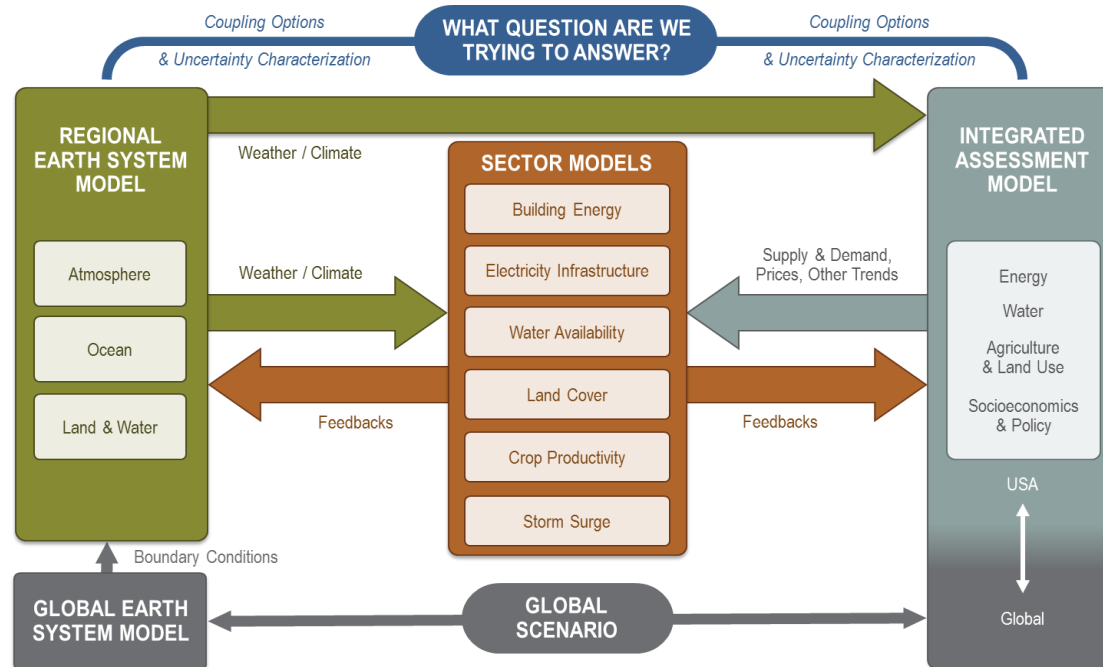 Coupling Options
& Uncertainty Characterization
WHAT QUESTION ARE WE
TRYING TO ANSWER?
Coupling Options
& Uncertainty Characterization
REGIONAL
EARTH SYSTEM
MODEL
Atmosphere
Ocean
Land & Water
Weather / Climate
Weather / Climate
Feedbacks
SECTOR MODELS
Building Energy
Electricity Infrastructure
Water Availability
Land Cover
Crop Productivity
Storm Surge
Supply & Demand,
Prices, Other Trends
Feedbacks
INTEGRATED
ASSESSMENT
MODEL
Energy
Water
Agriculture
& Land Use
Socioeconomics
& Policy
USA
Global
Boundary Conditions
GLOBAL EARTH
SYSTEM MODEL
GLOBAL
SCENARIO